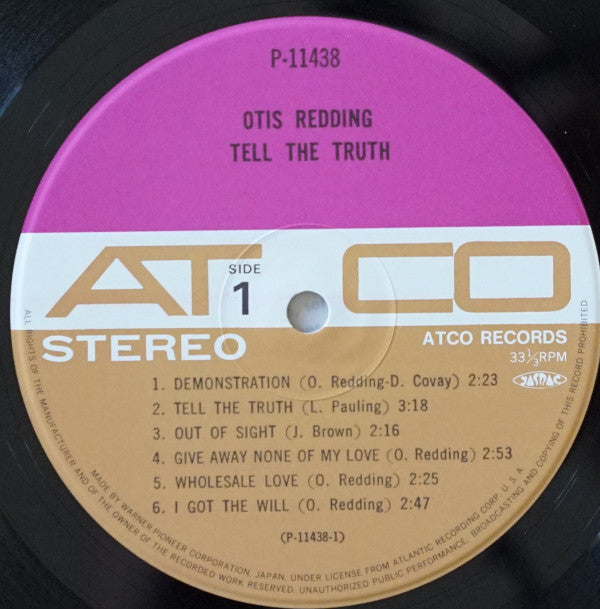 P-11438
OTIS REDDING
TELL THE TRUTH
ATCO
SIDE
1
STEREO
ATCO RECORDS
33⅓RPM
JASRAC
1. DEMONSTRATION (O. Redding-D. Covay) 2:23
2. TELL THE TRUTH (L. Pauling) 3:18
3. OUT OF SIGHT (J. Brown) 2:16
4. GIVE AWAY NONE OF MY LOVE (O. Redding) 2:53
5. WHOLESALE LOVE (O. Redding) 2:25
6. I GOT THE WILL (O. Redding) 2:47
(P-11438-1)
MADE BY WARNER-PIONEER CORPORATION, JAPAN, UNDER LICENSE FROM ATLANTIC RECORDING CORP. U.S.A.
ALL RIGHTS OF THE MANUFACTURER AND OF THE OWNER OF THE RECORDED WORK RESERVED. UNAUTHORIZED PUBLIC PERFORMANCE, BROADCASTING AND COPYING OF THIS RECORD PROHIBITED.